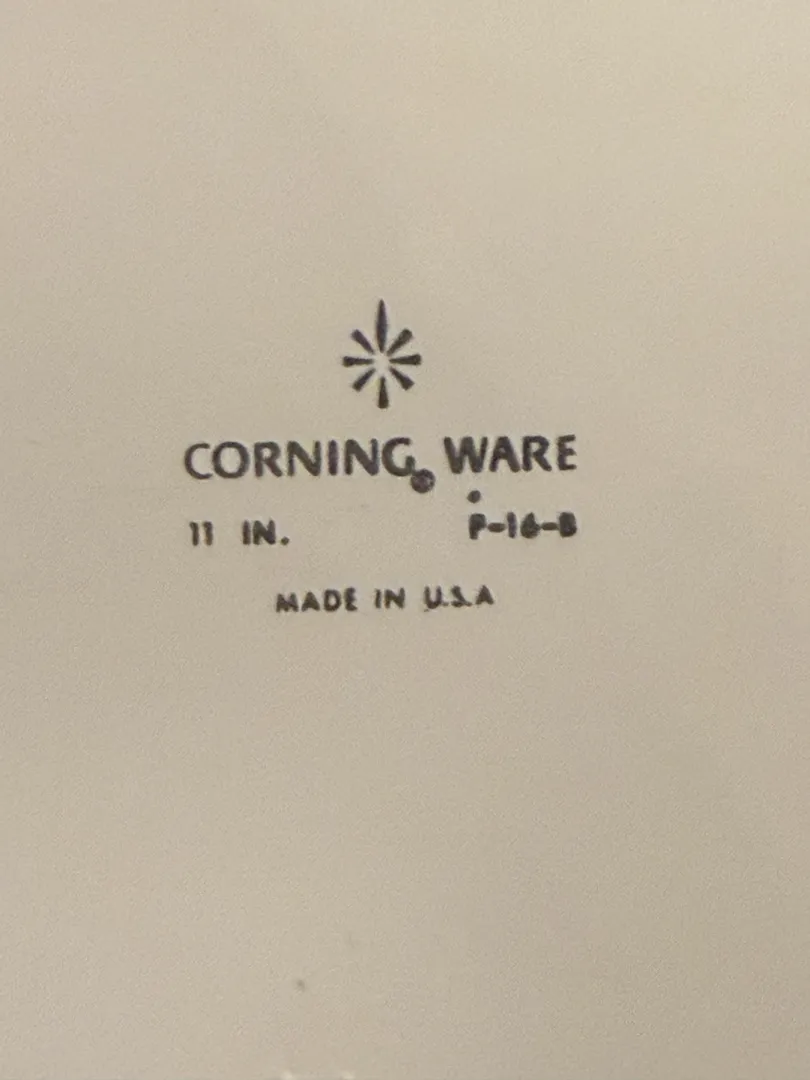 CORNING® WARE
11 IN. P-16-B
MADE IN U.S.A